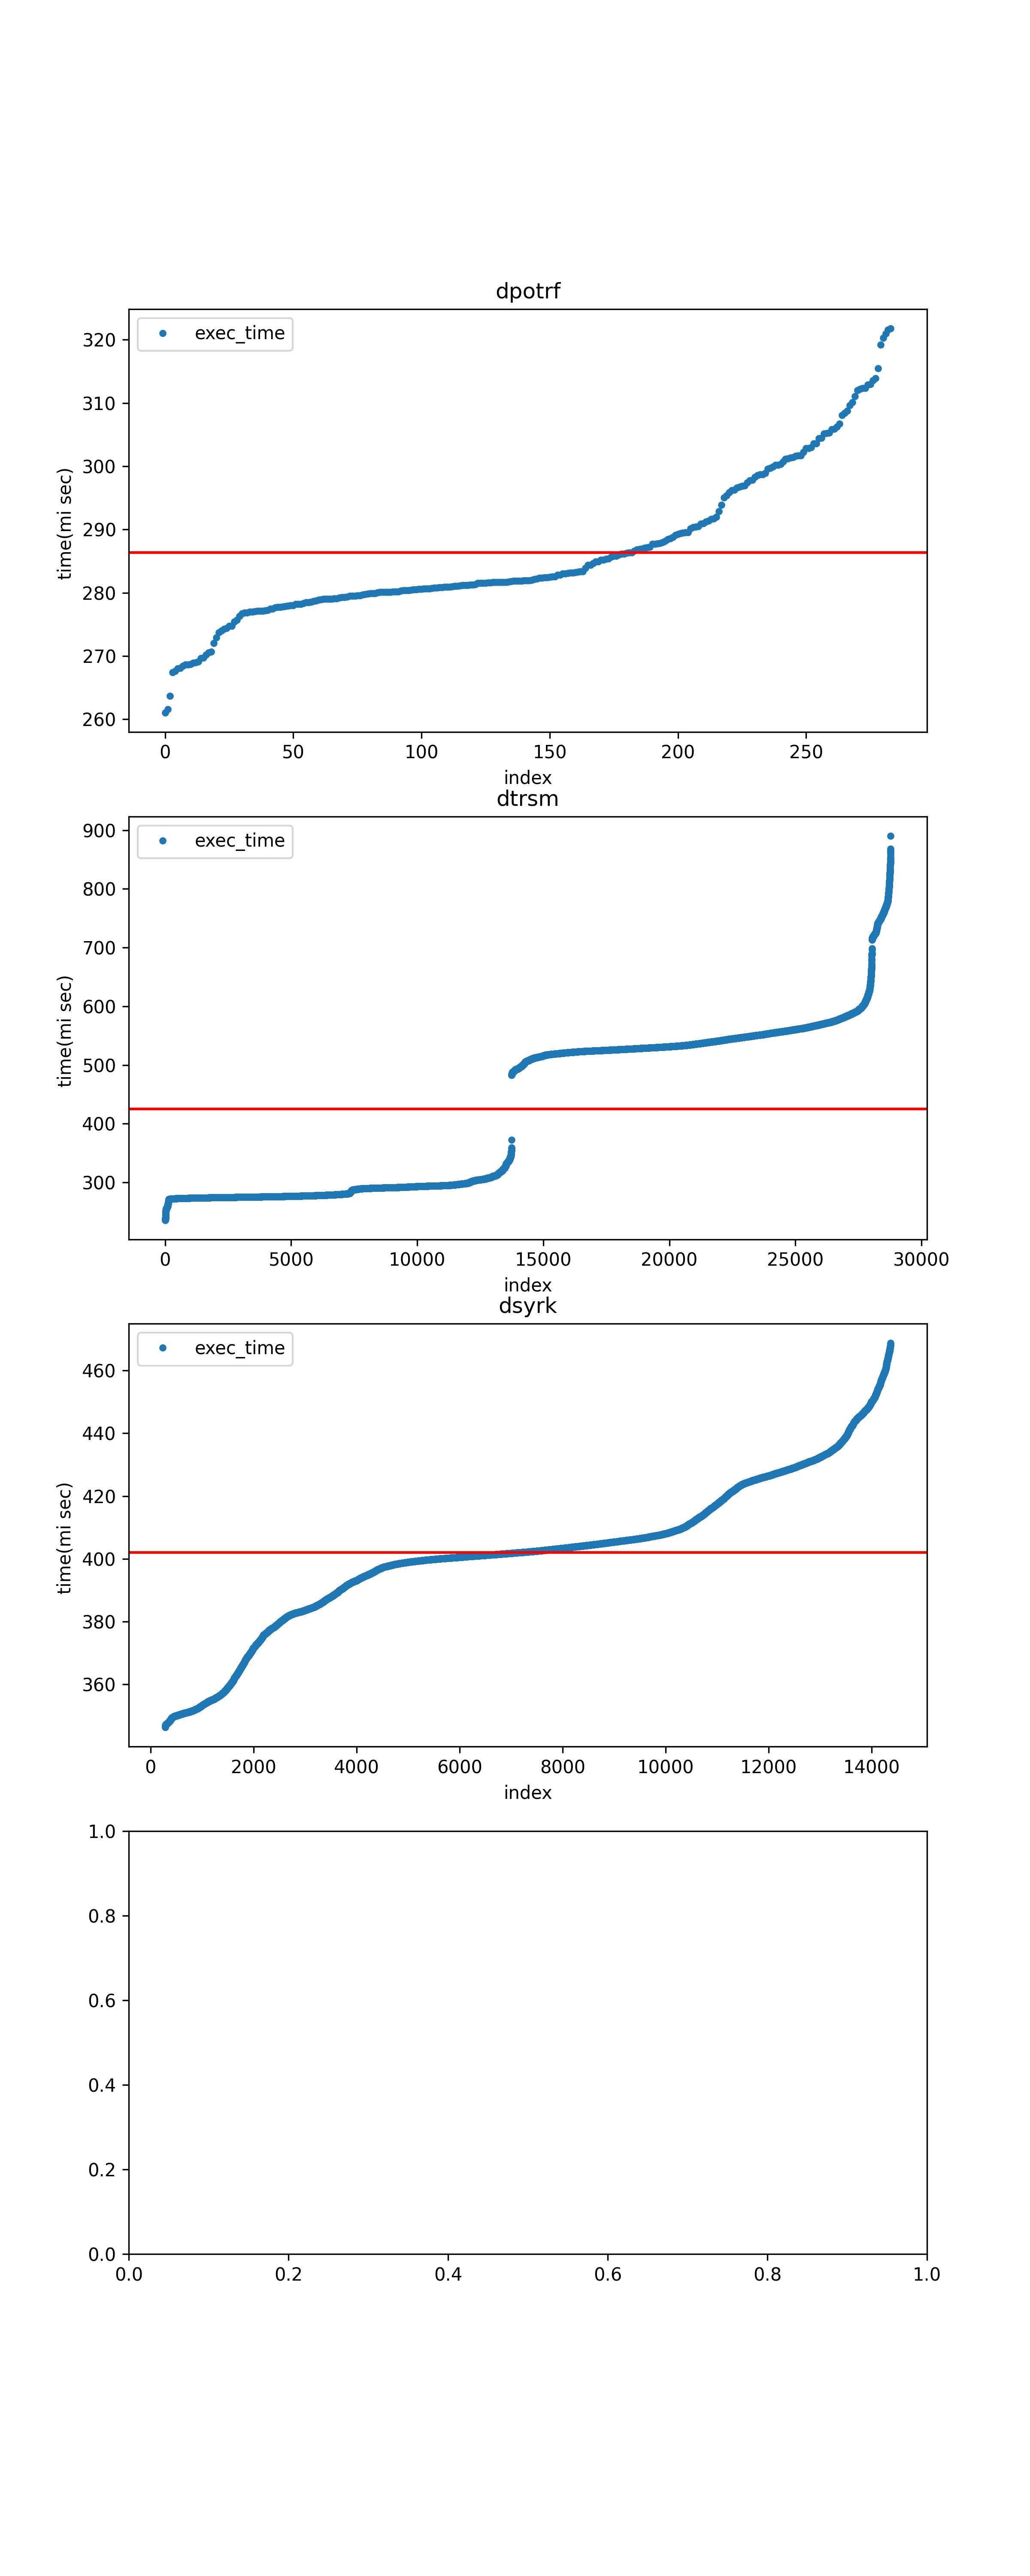 dpotrf
exec_time
320
310
300
290
280
270
260
time(mi sec)
0 50 100 150 200 250
index
dtrsm
exec_time
900
800
700
600
500
400
300
time(mi sec)
0 5000 10000 15000 20000 25000 30000
index
dsyrk
exec_time
460
440
420
400
380
360
time(mi sec)
0 2000 4000 6000 8000 10000 12000 14000
index
1.0
0.8
0.6
0.4
0.2
0.0
0.0 0.2 0.4 0.6 0.8 1.0